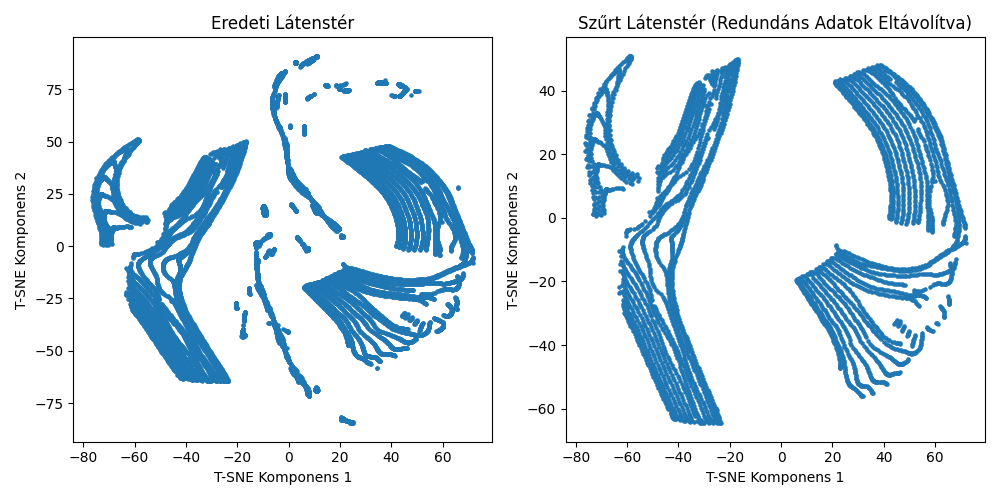 Eredeti Látenstér
T-SNE Komponens 2
75
50
25
0
−25
−50
−75
−80 −60 −40 −20 0 20 40 60
T-SNE Komponens 1
Szűrt Látenstér (Redundáns Adatok Eltávolítva)
T-SNE Komponens 2
40
20
0
−20
−40
−60
−80 −60 −40 −20 0 20 40 60
T-SNE Komponens 1